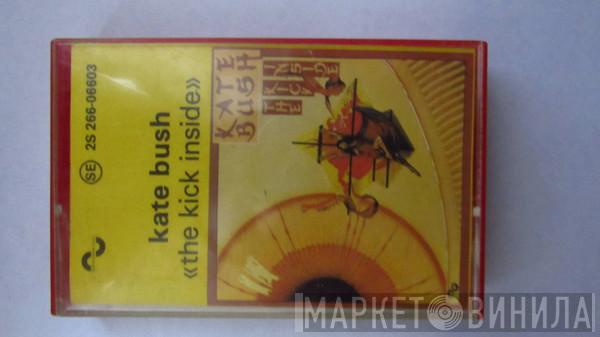 kate bush
«the kick inside»
SE 2S 266-06603
KATE
BUSH
THE
KICK
INSIDE
МАРКЕТ ВИНИЛА